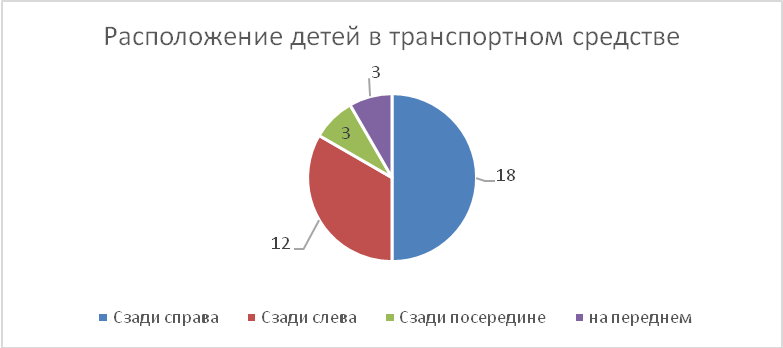 Расположение детей в транспортном средстве
3
3
18
12
Сзади справа Сзади слева Сзади посередине на переднем